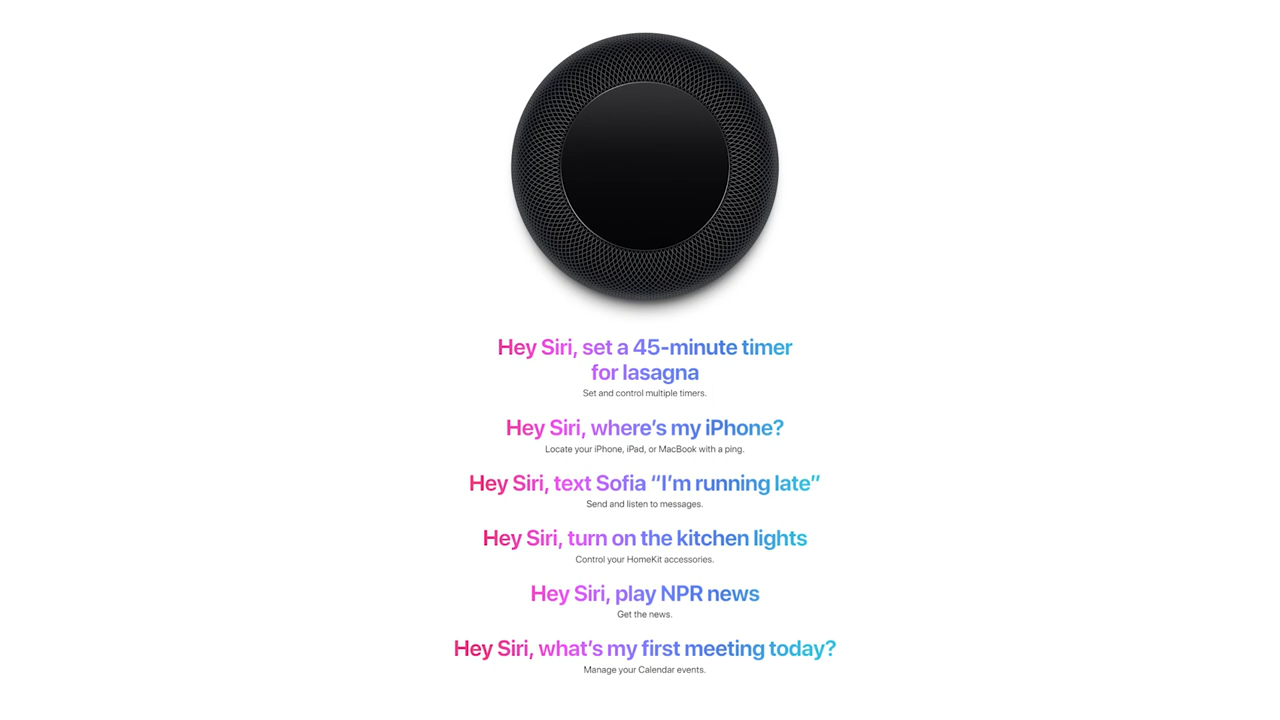 Hey Siri, set a 45-minute timer
for lasagna
Set and control multiple timers.
Hey Siri, where’s my iPhone?
Locate your iPhone, iPad, or MacBook with a ping.
Hey Siri, text Sofia “I’m running late”
Send and listen to messages.
Hey Siri, turn on the kitchen lights
Control your HomeKit accessories.
Hey Siri, play NPR news
Get the news.
Hey Siri, what’s my first meeting today?
Manage your Calendar events.